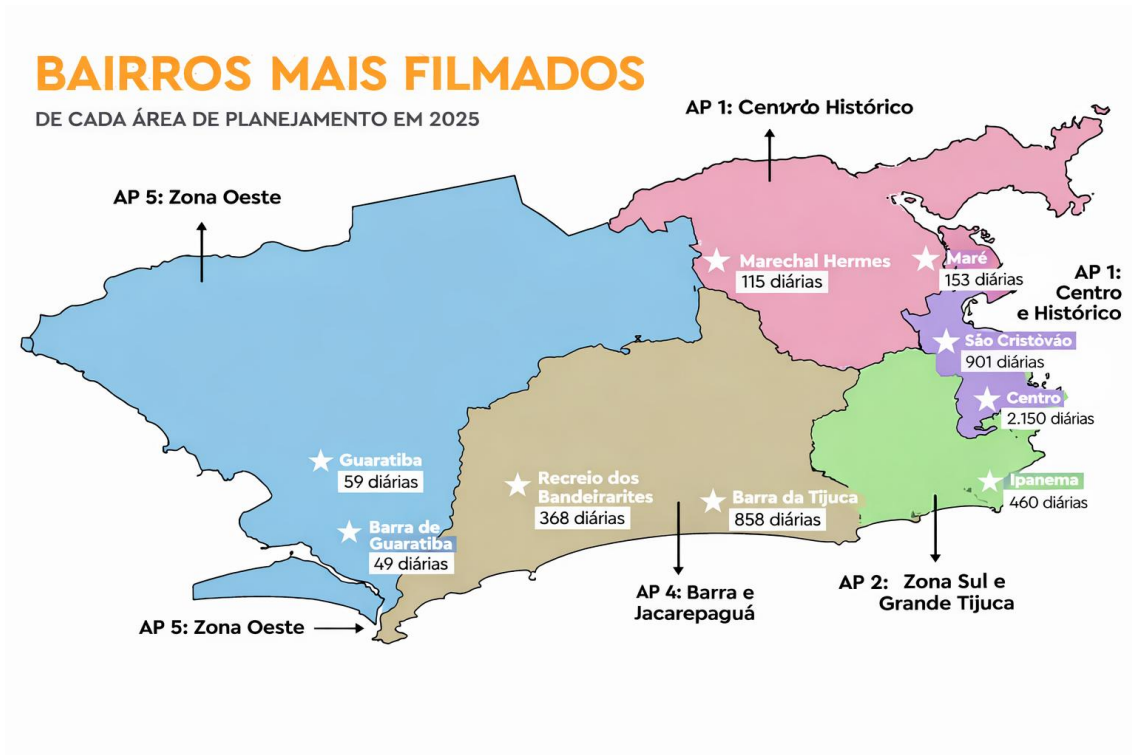 BAIRROS MAIS FILMADOS
DE CADA ÁREA DE PLANEJAMENTO EM 2025
AP 1: Histórico
AP 5: Zona Oeste
Marechal Hermes
115 diárias
Maré
153 diárias
AP 1:
Centro
e Histórico
São Cristòváo
901 diárias
Centro
2.150 diárias
Guaratiba
59 diárias
Recreio dos
Bandeirarites
368 diárias
Barra da Tijuca
858 diárias
Ipanema
460 diárias
Barra de
Guaratiba
49 diárias
AP 4: Barra e
Jacarepaguá
AP 2: Zona Sul e
Grande Tijuca
AP 5: Zona Oeste